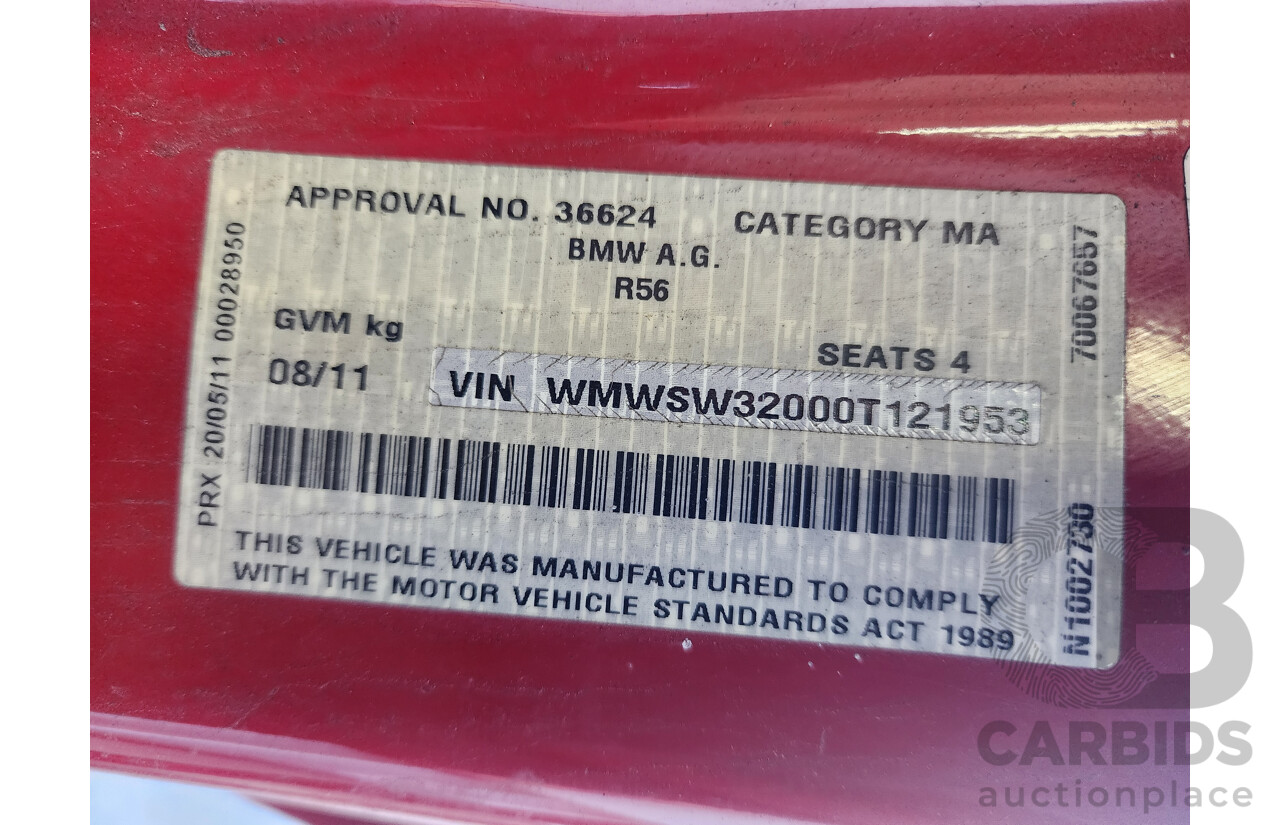 APPROVAL NO. 36624 CATEGORY MA
BMW A.G.
R56
GVM kg
SEATS 4
08/11
VIN WMWSW32000T121953
THIS VEHICLE WAS MANUFACTURED TO COMPLY
WITH THE MOTOR VEHICLE STANDARDS ACT 1989
PRX 20/05/11 00028950
70067657
N1002730
CARBIDS
auctionplace